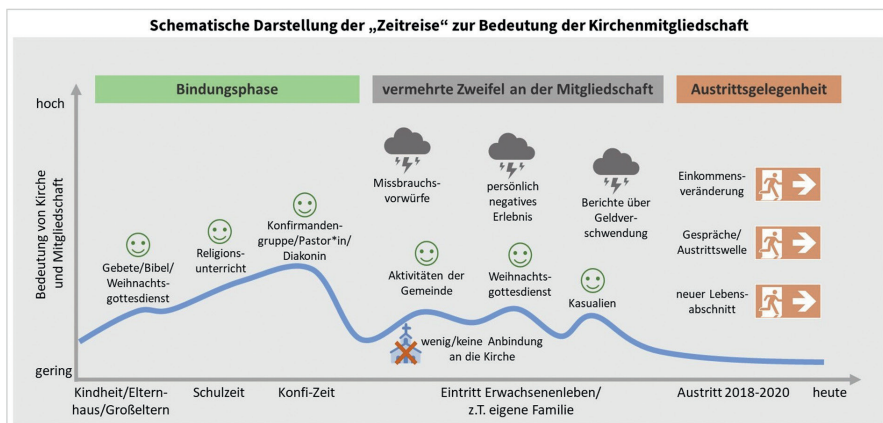 Schematische Darstellung der „Zeitreise“ zur Bedeutung der Kirchenmitgliedschaft
Bedeutung von Kirche
und Mitgliedschaft
hoch
gering
Bindungsphase
vermehrte Zweifel an der Mitgliedschaft
Austrittsgelegenheit
Gebete/Bibel/
Weihnachts-
gottesdienst
Religions-
unterricht
Konfirmanden-
gruppe/Pastor*in/
Diakonin
Missbrauchs-
vorwürfe
persönlich
negatives
Erlebnis
Berichte über
Geldver-
schwendung
Aktivitäten der
Gemeinde
Weihnachts-
gottesdienst
Kasualien
wenig/keine Anbindung
an die Kirche
Einkommens-
veränderung
Gespräche/
Austrittswelle
neuer Lebens-
abschnitt
Kindheit/Eltern-
haus/Großeltern
Schulzeit
Konfi-Zeit
Eintritt Erwachsenenleben/
z.T. eigene Familie
Austritt 2018-2020
heute